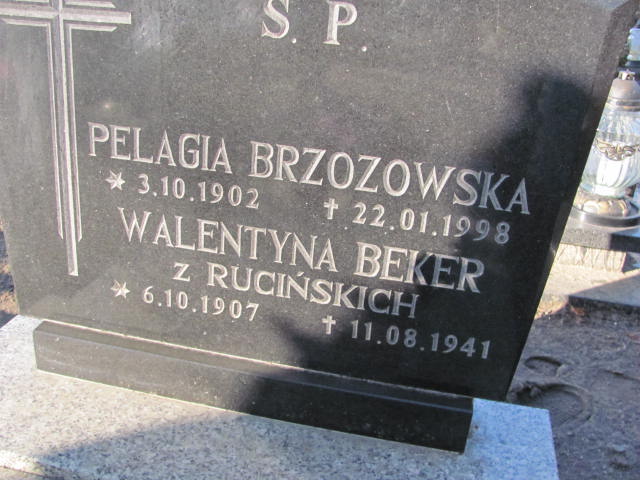 S. P.
PELAGIA BRZOZOWSKA
* 3.10.1902 † 22.01.1998
WALENTYNA BEKER
Z RUCIŃSKICH
* 6.10.1907 † 11.08.1941